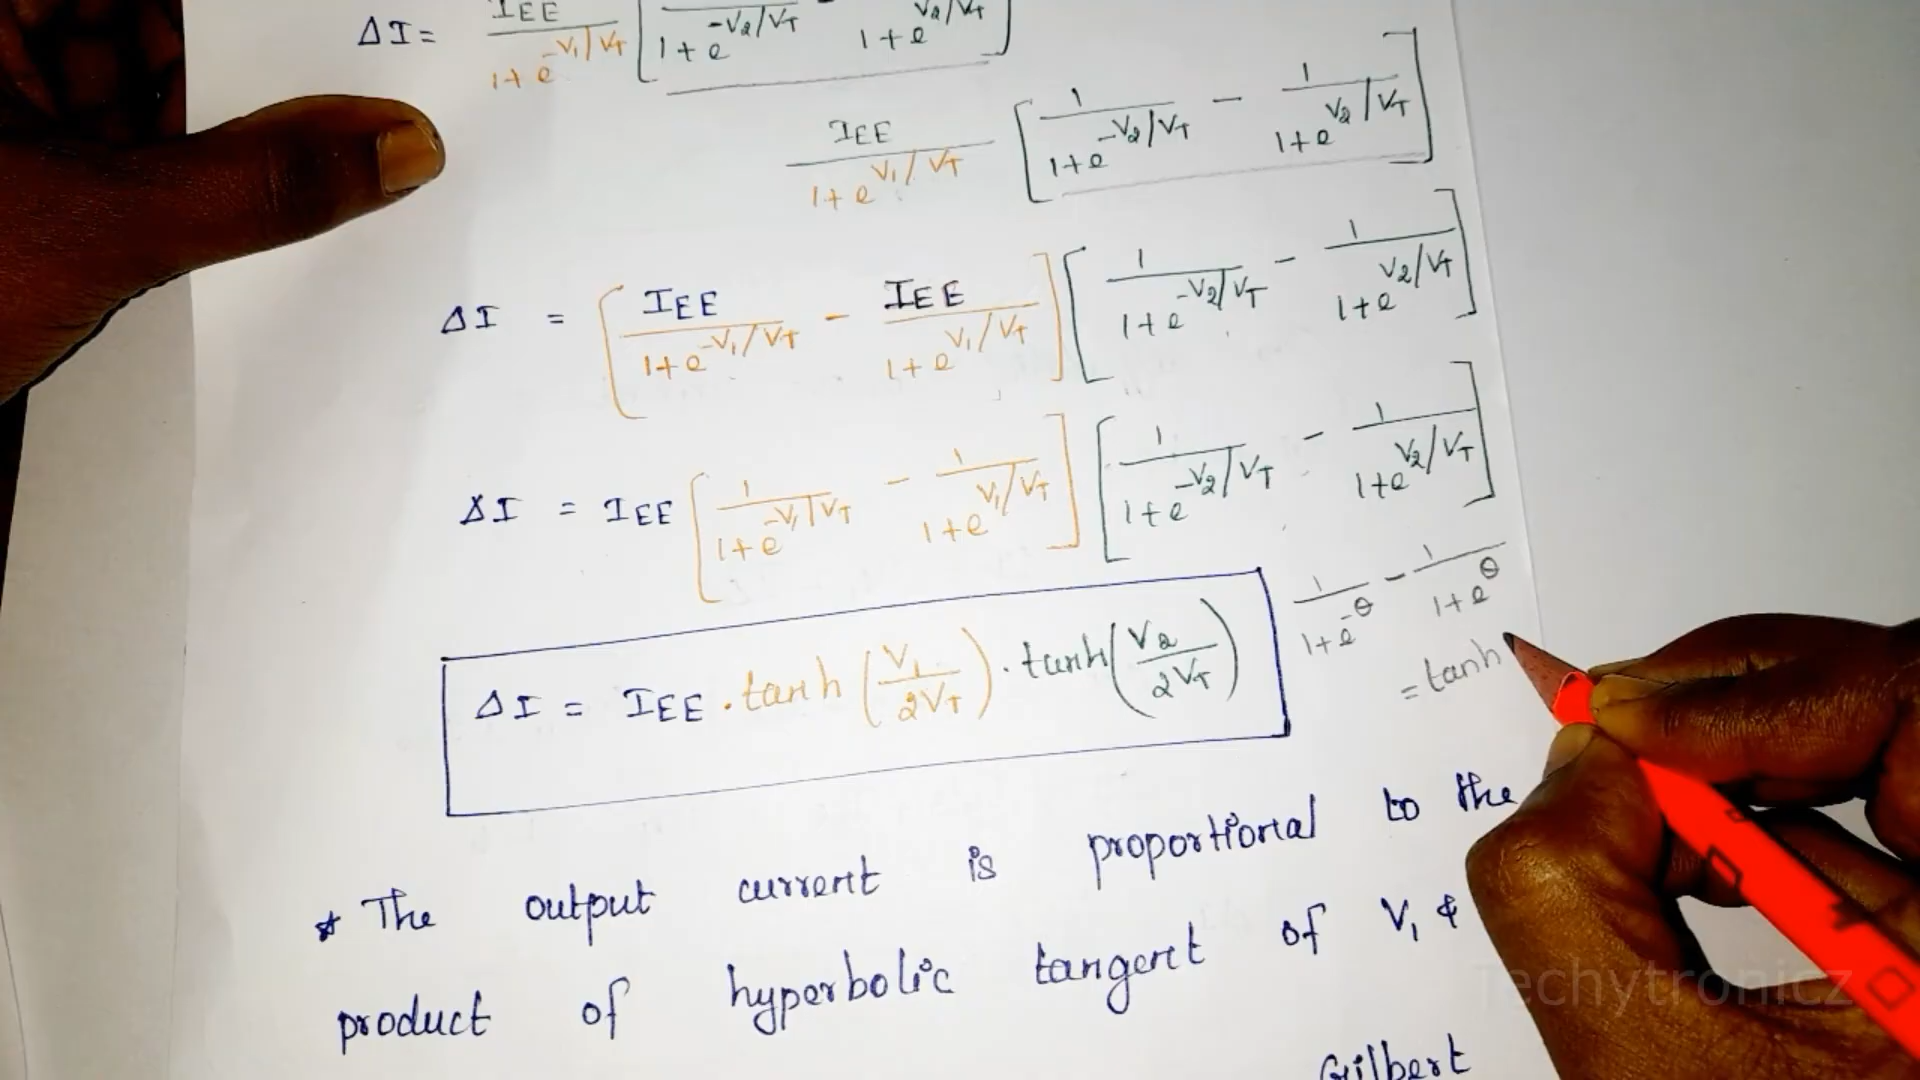 ΔI = IEE / (1+e^-V1/VT) [ / (1+e^-V2/VT) - / (1+e^V2/VT) ]
IEE / (1+e^V1/VT) [ 1 / (1+e^-V2/VT) - 1 / (1+e^V2/VT) ]
ΔI = [ IEE / (1+e^-V1/VT) - IEE / (1+e^V1/VT) ] [ 1 / (1+e^-V2/VT) - 1 / (1+e^V2/VT) ]
ΔI = IEE [ 1 / (1+e^-V1/VT) - 1 / (1+e^V1/VT) ] [ 1 / (1+e^-V2/VT) - 1 / (1+e^V2/VT) ]
1 / (1+e^-θ) - 1 / (1+e^θ)
= tanh
ΔI = IEE . tanh (V1 / 2VT) . tanh (V2 / 2VT)
* The output current is proportional to the
product of hyperbolic tangent of V1 &
Gilbert
Techytronicz